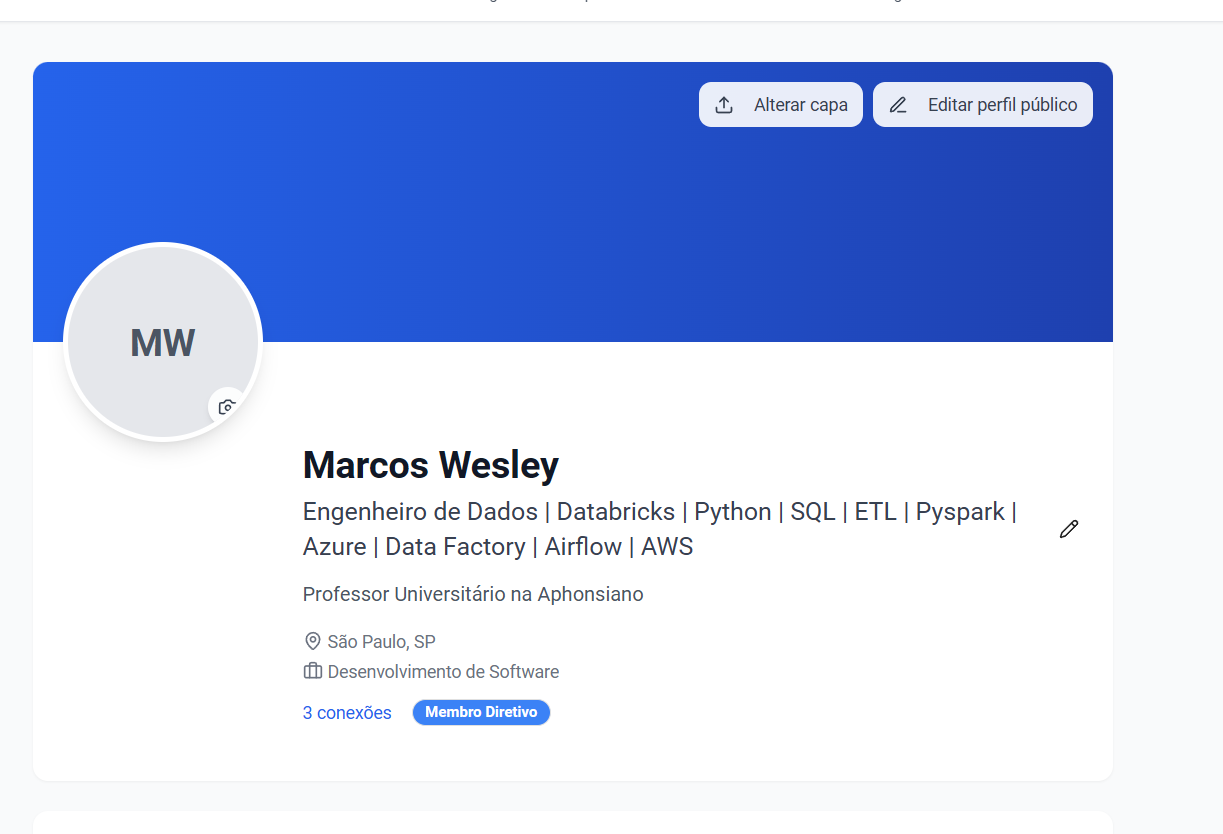 Alterar capa
Editar perfil público
MW
Marcos Wesley
Engenheiro de Dados | Databricks | Python | SQL | ETL | Pyspark |
Azure | Data Factory | Airflow | AWS
Professor Universitário na Aphonsiano
São Paulo, SP
Desenvolvimento de Software
3 conexões
Membro Diretivo